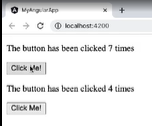 MyAngularApp
localhost:4200
The button has been clicked 7 times
Click Me!
The button has been clicked 4 times
Click Me!